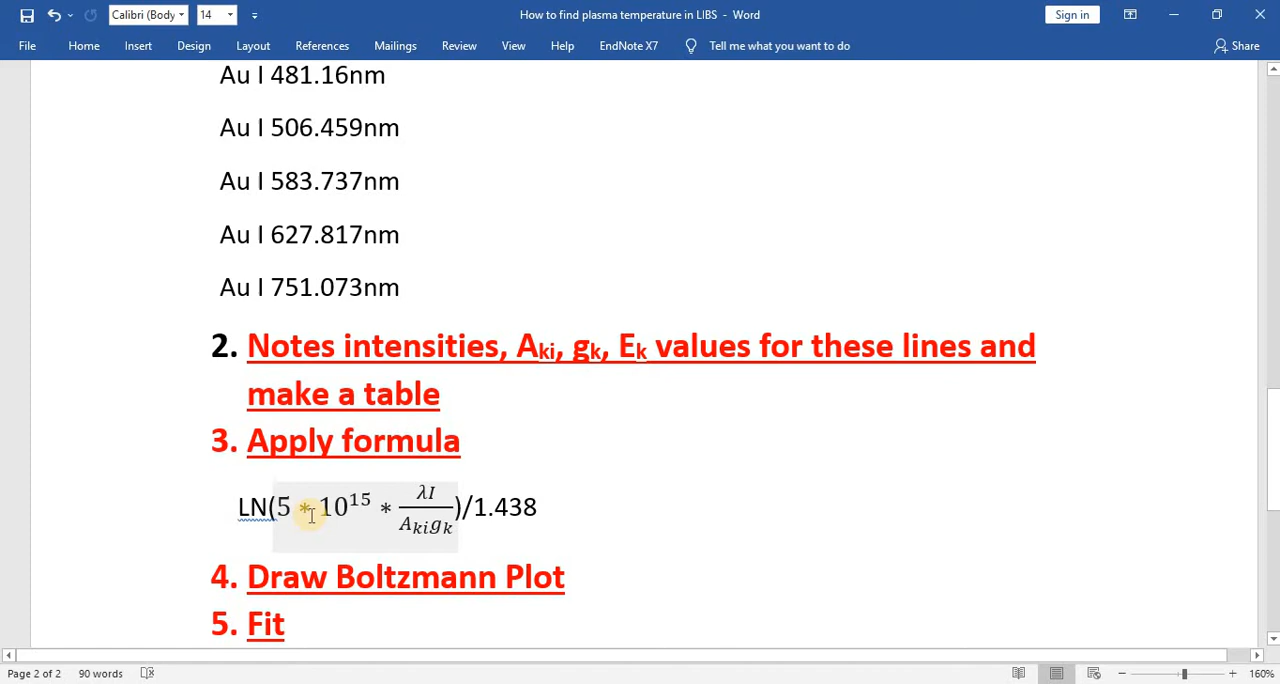 How to find plasma temperature in LIBS - Word
Calibri (Body
14
Sign in
File Home Insert Design Layout References Mailings Review View Help EndNote X7 Tell me what you want to do Share
Au I 481.16nm
Au I 506.459nm
Au I 583.737nm
Au I 627.817nm
Au I 751.073nm
2. Notes intensities, Aₖᵢ, gₖ, Eₖ values for these lines and
make a table
3. Apply formula
LN(5 * 10¹⁵ * λI / Aₖᵢgₖ)/1.438
4. Draw Boltzmann Plot
5. Fit
Page 2 of 2 90 words 160%